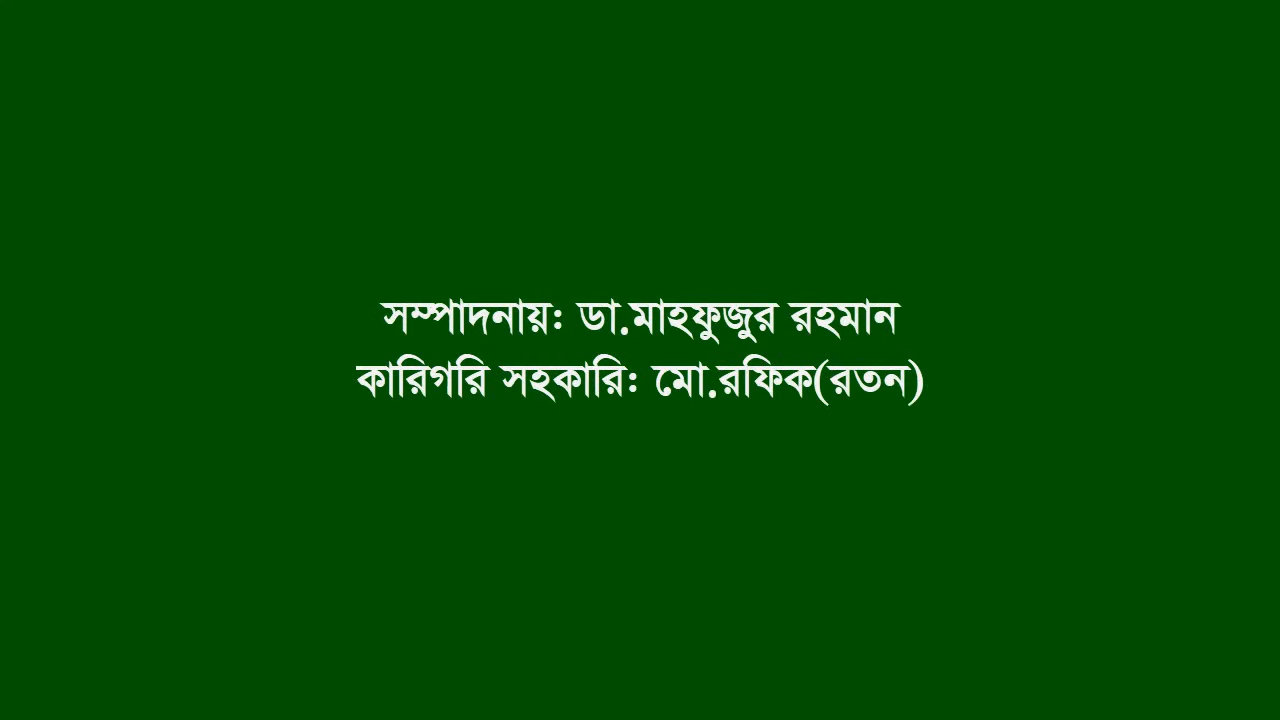 সম্পাদনায়: ডা.মাহফুজুর রহমান
কারিগরি সহকারি: মো.রফিক(রতন)